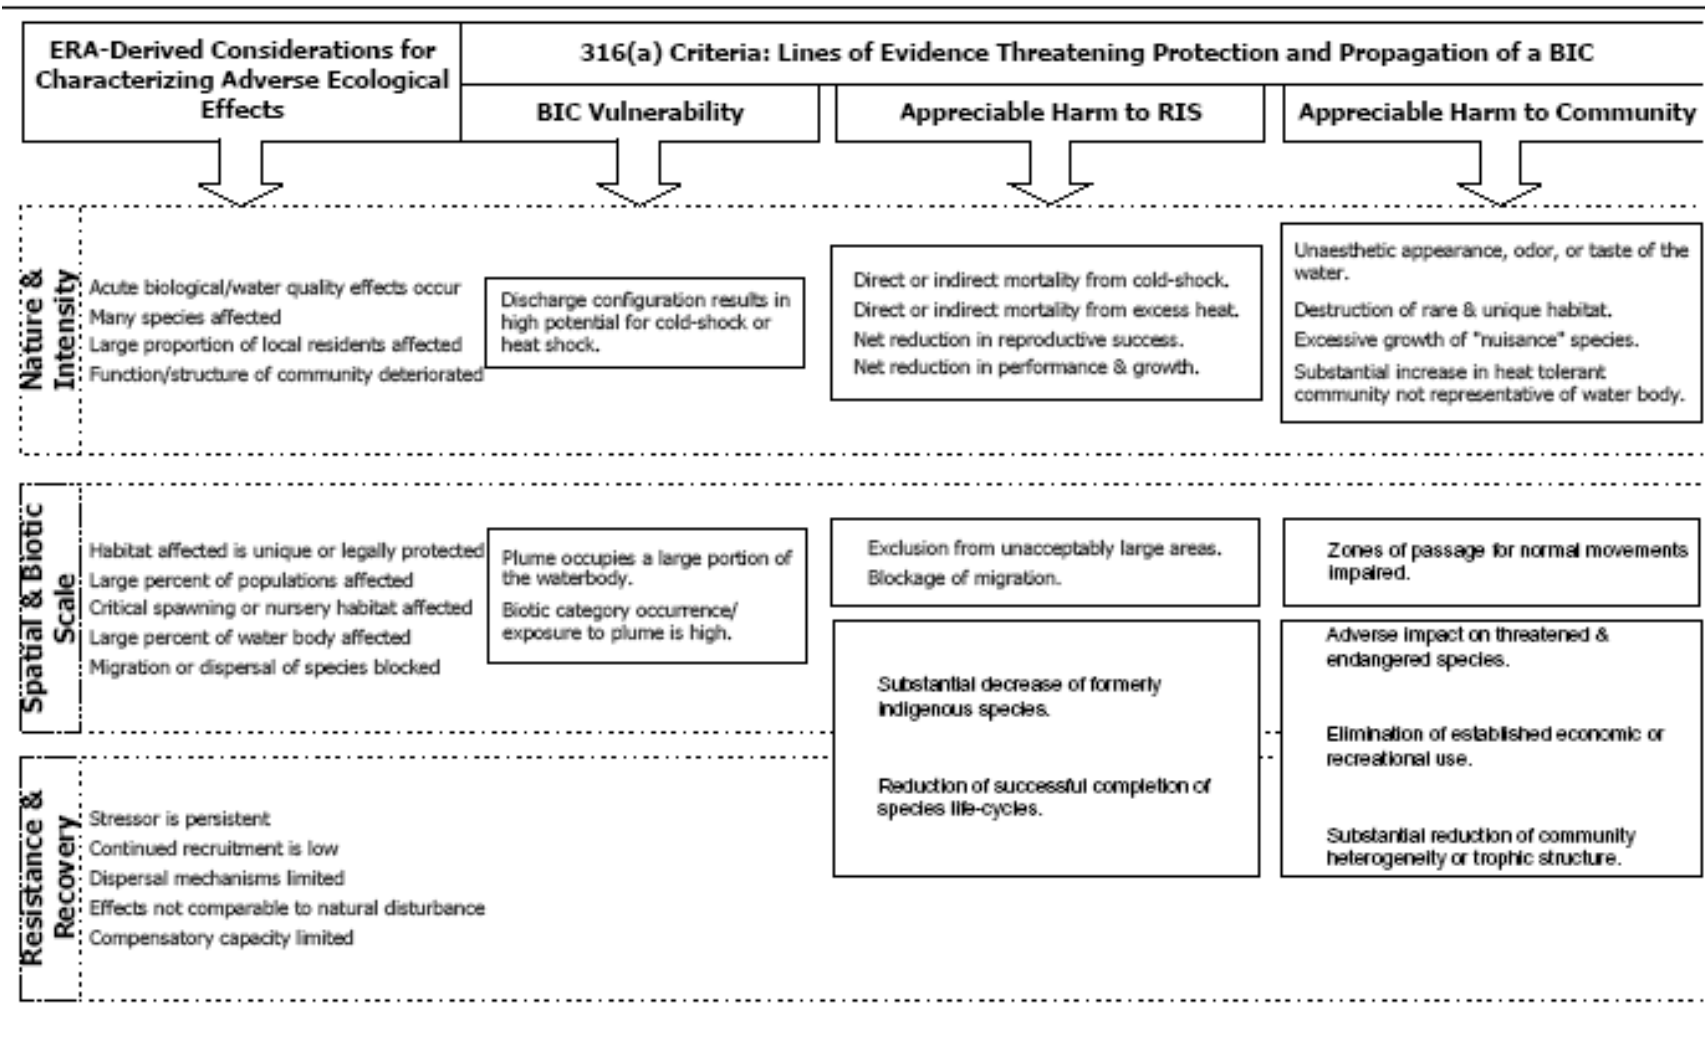 ERA-Derived Considerations for
Characterizing Adverse Ecological
Effects
316(a) Criteria: Lines of Evidence Threatening Protection and Propagation of a BIC
BIC Vulnerability
Appreciable Harm to RIS
Appreciable Harm to Community
Nature &
Intensity
Acute biological/water quality effects occur
Many species affected
Large proportion of local residents affected
Function/structure of community deteriorated
Discharge configuration results in
high potential for cold-shock or
heat shock.
Direct or indirect mortality from cold-shock.
Direct or indirect mortality from excess heat.
Net reduction in reproductive success.
Net reduction in performance & growth.
Unaesthetic appearance, odor, or taste of the
water.
Destruction of rare & unique habitat.
Excessive growth of "nuisance" species.
Substantial increase in heat tolerant
community not representative of water body.
Spatial & Biotic
Scale
Habitat affected is unique or legally protected
Large percent of populations affected
Critical spawning or nursery habitat affected
Large percent of water body affected
Migration or dispersal of species blocked
Plume occupies a large portion of
the waterbody.
Biotic category occurrence/
exposure to plume is high.
Exclusion from unacceptably large areas.
Blockage of migration.
Zones of passage for normal movements
impaired.
Substantial decrease of formerly
indigenous species.
Reduction of successful completion of
species life-cycles.
Adverse impact on threatened &
endangered species.
Elimination of established economic or
recreational use.
Substantial reduction of community
heterogeneity or trophic structure.
Resistance &
Recovery
Stressor is persistent
Continued recruitment is low
Dispersal mechanisms limited
Effects not comparable to natural disturbance
Compensatory capacity limited